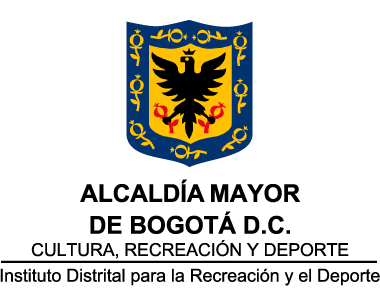 ALCALDÍA MAYOR
DE BOGOTÁ D.C.
CULTURA, RECREACIÓN Y DEPORTE
Instituto Distrital para la Recreación y el Deporte